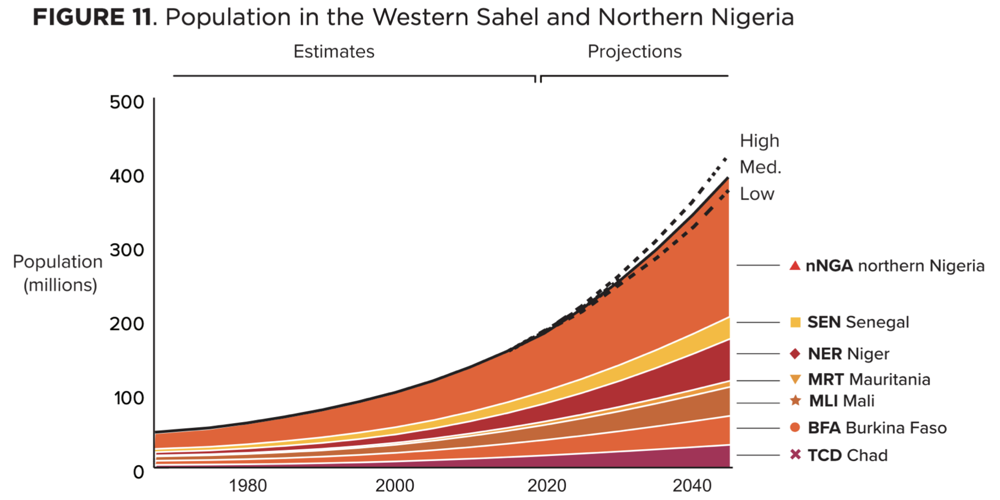 FIGURE 11. Population in the Western Sahel and Northern Nigeria
Estimates
Projections
500
400
300
200
100
0
Population
(millions)
1980
2000
2020
2040
High
Med.
Low
nNGA northern Nigeria
SEN Senegal
NER Niger
MRT Mauritania
MLI Mali
BFA Burkina Faso
TCD Chad